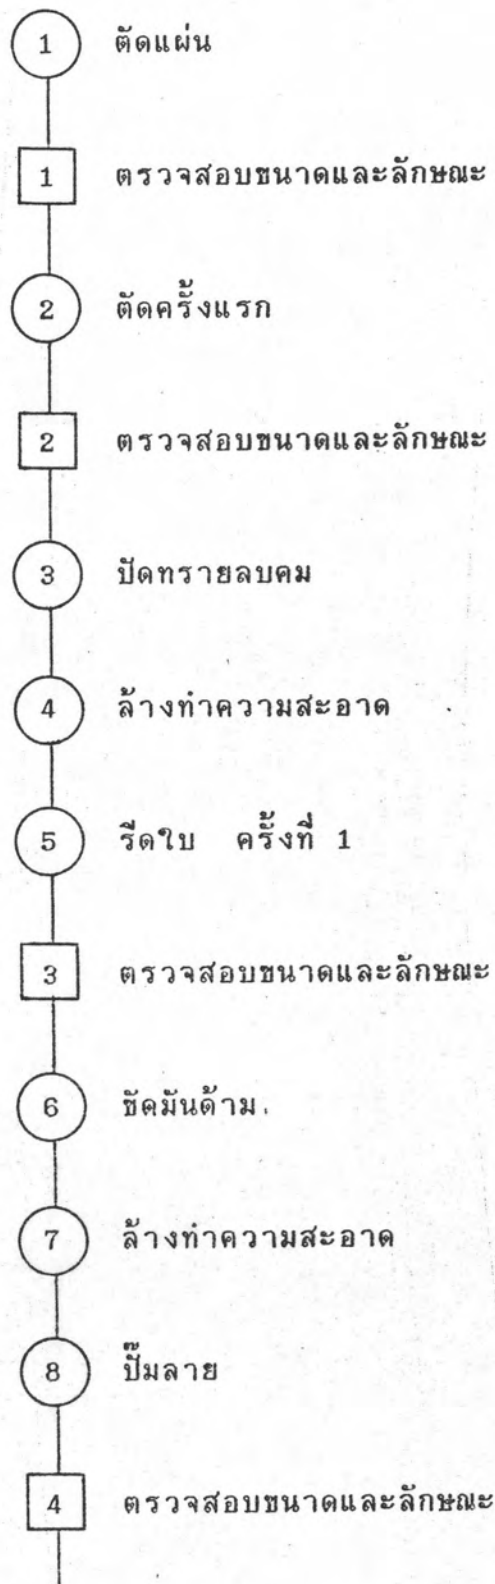 1 ตัดแผ่น
1 ตรวจสอบขนาดและลักษณะ
2 ตัดครั้งแรก
2 ตรวจสอบขนาดและลักษณะ
3 ปัดทรายลบคม
4 ล้างทำความสะอาด
5 รีดใบ ครั้งที่ 1
3 ตรวจสอบขนาดและลักษณะ
6 ขัดมันด้าม
7 ล้างทำความสะอาด
8 ปั๊มลาย
4 ตรวจสอบขนาดและลักษณะ